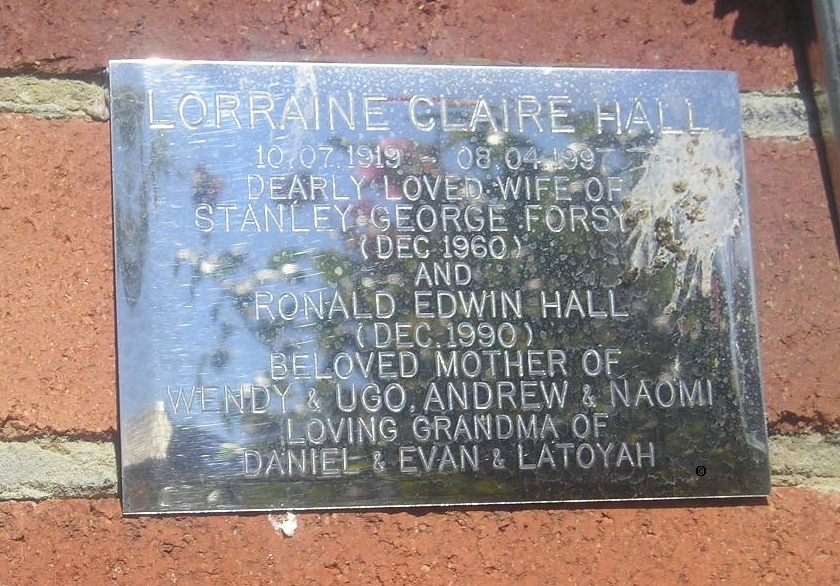 LORRAINE CLAIRE HALL
10.07.1919 - 08.04.1997
DEARLY LOVED WIFE OF
STANLEY GEORGE
(DEC 1960)
AND
RONALD EDWIN HALL
(DEC.1990)
BELOVED MOTHER OF
WENDY & UGO, ANDREW & NAOMI
LOVING GRANDMA OF
DANIEL & EVAN & LATOYAH
©